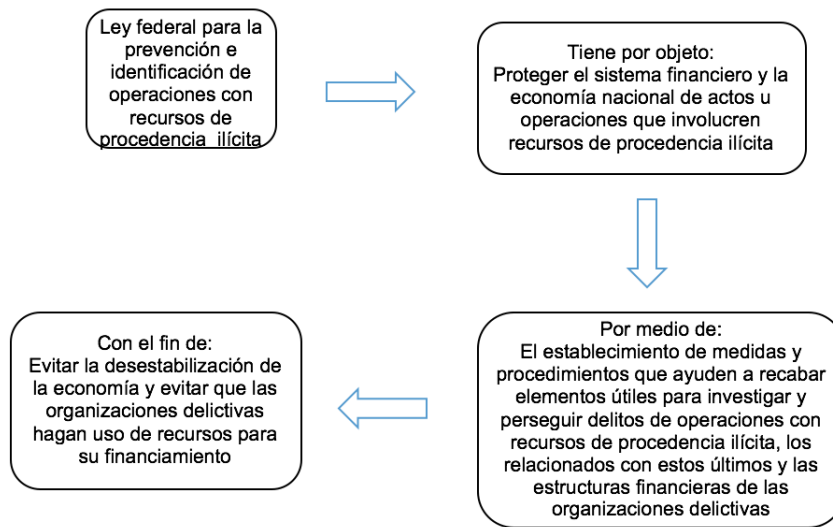 Ley federal para la
prevención e
identificación de
operaciones con
recursos de
procedencia ilícita
Tiene por objeto:
Proteger el sistema financiero y la
economía nacional de actos u
operaciones que involucren
recursos de procedencia ilícita
Por medio de:
El establecimiento de medidas y
procedimientos que ayuden a recabar
elementos útiles para investigar y
perseguir delitos de operaciones con
recursos de procedencia ilícita, los
relacionados con estos últimos y las
estructuras financieras de las
organizaciones delictivas
Con el fin de:
Evitar la desestabilización de
la economía y evitar que las
organizaciones delictivas
hagan uso de recursos para
su financiamiento